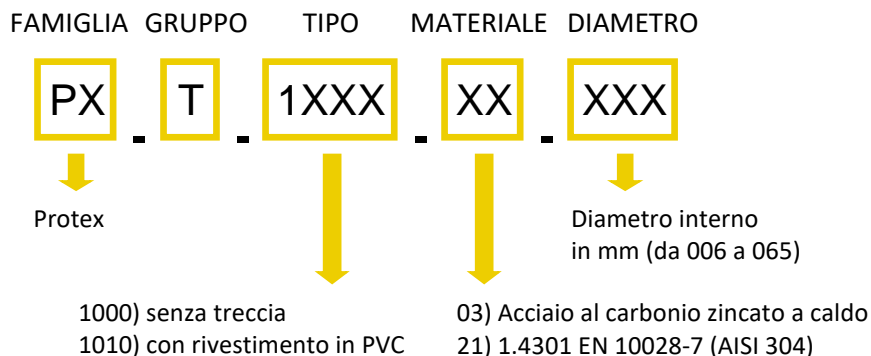 FAMIGLIA GRUPPO TIPO MATERIALE DIAMETRO
PX - T - 1XXX - XX - XXX
Protex
Diametro interno
in mm (da 006 a 065)
1000) senza treccia
1010) con rivestimento in PVC
03) Acciaio al carbonio zincato a caldo
21) 1.4301 EN 10028-7 (AISI 304)